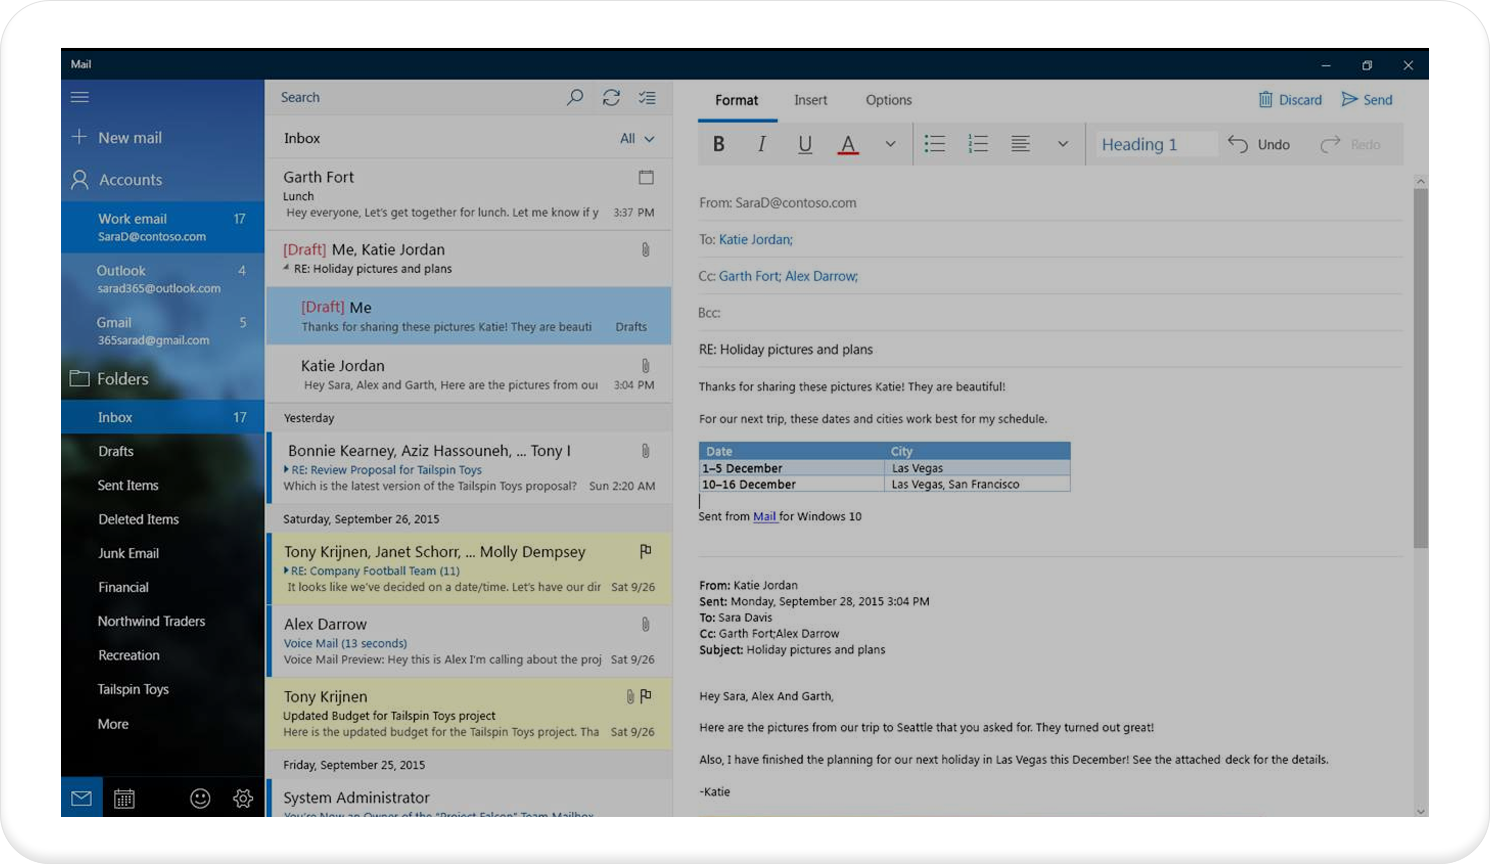 Mail
New mail
Accounts
Work email 17
SaraD@contoso.com
Outlook 4
sarad365@outlook.com
Gmail 5
365sarad@gmail.com
Folders
Inbox 17
Drafts
Sent Items
Deleted Items
Junk Email
Financial
Northwind Traders
Recreation
Tailspin Toys
More
Search
Inbox All
Garth Fort
Lunch
Hey everyone, Let's get together for lunch. Let me know if y 3:37 PM
[Draft] Me, Katie Jordan
RE: Holiday pictures and plans
[Draft] Me
Thanks for sharing these pictures Katie! They are beauti Drafts
Katie Jordan
Hey Sara, Alex and Garth, Here are the pictures from our 3:04 PM
Yesterday
Bonnie Kearney, Aziz Hassouneh, ... Tony I
RE: Review Proposal for Tailspin Toys
Which is the latest version of the Tailspin Toys proposal? Sun 2:20 AM
Saturday, September 26, 2015
Tony Krijnen, Janet Schorr, ... Molly Dempsey
RE: Company Football Team (11)
It looks like we've decided on a date/time. Let's have our dir Sat 9/26
Alex Darrow
Voice Mail (13 seconds)
Voice Mail Preview: Hey this is Alex I'm calling about the proj Sat 9/26
Tony Krijnen
Updated Budget for Tailspin Toys project
Here is the updated budget for the Tailspin Toys project. Tha Sat 9/26
Friday, September 25, 2015
System Administrator
You're Now an Owner of the "Project Falcon" Team Mailbox
Format Insert Options Discard Send
B I U A Heading 1 Undo Redo
From: SaraD@contoso.com
To: Katie Jordan;
Cc: Garth Fort; Alex Darrow;
Bcc:
RE: Holiday pictures and plans
Thanks for sharing these pictures Katie! They are beautiful!
For our next trip, these dates and cities work best for my schedule.
Date City
1–5 December Las Vegas
10–16 December Las Vegas, San Francisco
Sent from Mail for Windows 10
From: Katie Jordan
Sent: Monday, September 28, 2015 3:04 PM
To: Sara Davis
Cc: Garth Fort;Alex Darrow
Subject: Holiday pictures and plans
Hey Sara, Alex And Garth,
Here are the pictures from our trip to Seattle that you asked for. They turned out great!
Also, I have finished the planning for our next holiday in Las Vegas this December! See the attached deck for the details.
-Katie